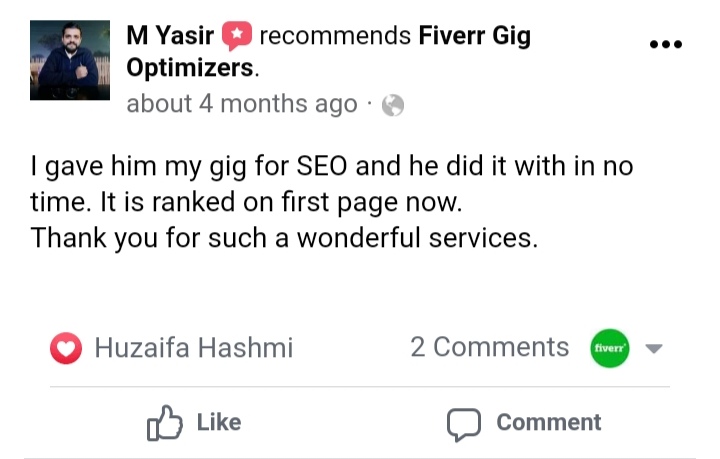 M Yasir recommends Fiverr Gig
Optimizers.
about 4 months ago ·
I gave him my gig for SEO and he did it with in no
time. It is ranked on first page now.
Thank you for such a wonderful services.
Huzaifa Hashmi 2 Comments fiverr
Like Comment